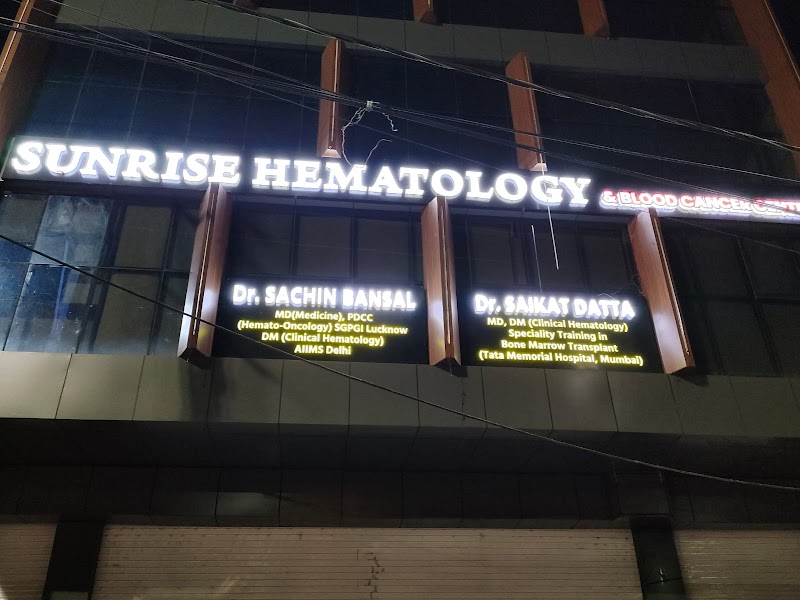 SUNRISE HEMATOLOGY & BLOOD CANCER
Dr. SACHIN BANSAL
MD(Medicine), PDCC
(Hemato-Oncology) SGPGI Lucknow
DM (Clinical Hematology)
AIIMS Delhi
Dr. SAIKAT DATTA
MD, DM (Clinical Hematology)
Speciality Training in
Bone Marrow Transplant
(Tata Memorial Hospital, Mumbai)